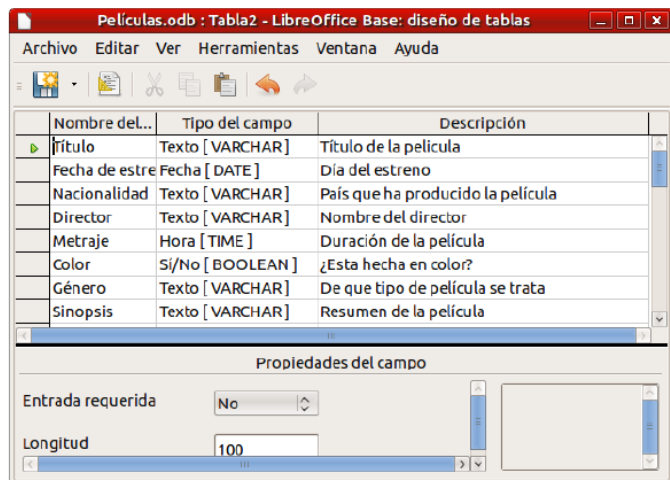 Películas.odb : Tabla2 - LibreOffice Base: diseño de tablas
Archivo Editar Ver Herramientas Ventana Ayuda
Nombre del... Tipo del campo Descripción
Título Texto [ VARCHAR ] Título de la pelicula
Fecha de estre Fecha [ DATE ] Día del estreno
Nacionalidad Texto [ VARCHAR ] País que ha producido la película
Director Texto [ VARCHAR ] Nombre del director
Metraje Hora [ TIME ] Duración de la película
Color Sí/No [ BOOLEAN ] ¿Esta hecha en color?
Género Texto [ VARCHAR ] De que tipo de película se trata
Sinopsis Texto [ VARCHAR ] Resumen de la película
Propiedades del campo
Entrada requerida No
Longitud 100